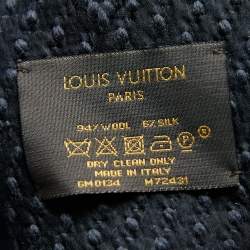 LOUIS VUITTON
PARIS
94%WOOL 6%SILK
DRY CLEAN ONLY
MADE IN ITALY
GM0134 M72431